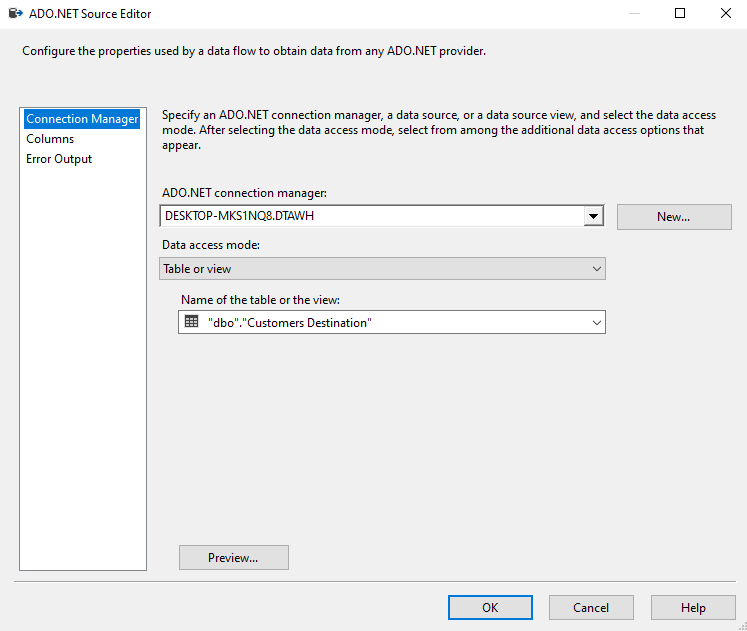 ADO.NET Source Editor
Configure the properties used by a data flow to obtain data from any ADO.NET provider.
Connection Manager
Columns
Error Output
Specify an ADO.NET connection manager, a data source, or a data source view, and select the data access
mode. After selecting the data access mode, select from among the additional data access options that
appear.
ADO.NET connection manager:
DESKTOP-MKS1NQ8.DTAWH
New...
Data access mode:
Table or view
Name of the table or the view:
"dbo"."Customers Destination"
Preview...
OK
Cancel
Help